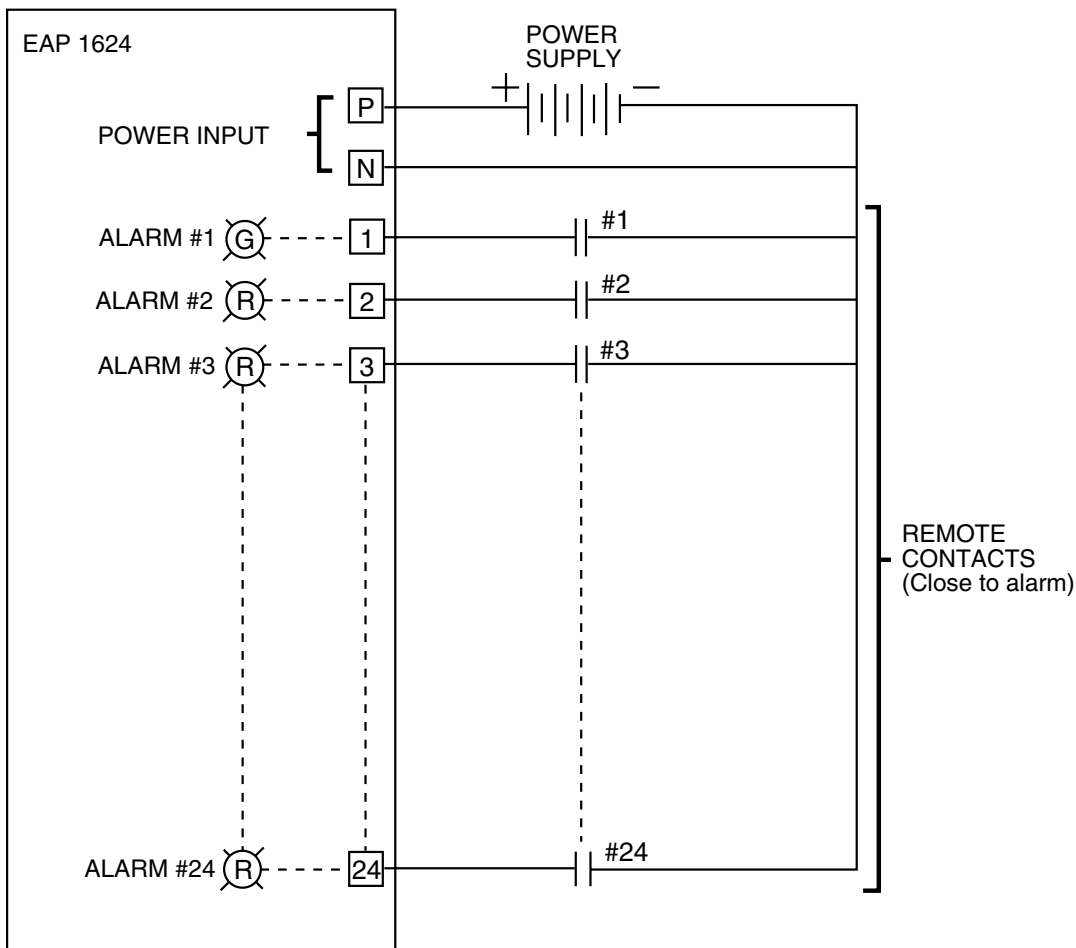 EAP 1624
POWER
SUPPLY
+ −
P
POWER INPUT
N
ALARM #1 G 1 #1
ALARM #2 R 2 #2
ALARM #3 R 3 #3
REMOTE
CONTACTS
(Close to alarm)
ALARM #24 R 24 #24